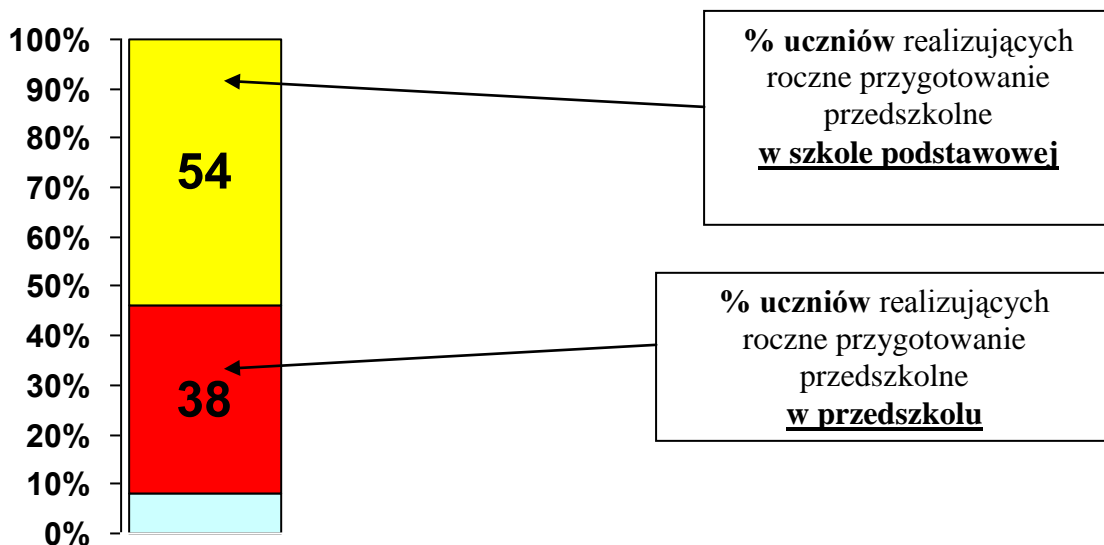 100%
90%
80%
70%
60%
50%
40%
30%
20%
10%
0%
54
38
% uczniów realizujących
roczne przygotowanie
przedszkolne
w szkole podstawowej
% uczniów realizujących
roczne przygotowanie
przedszkolne
w przedszkolu